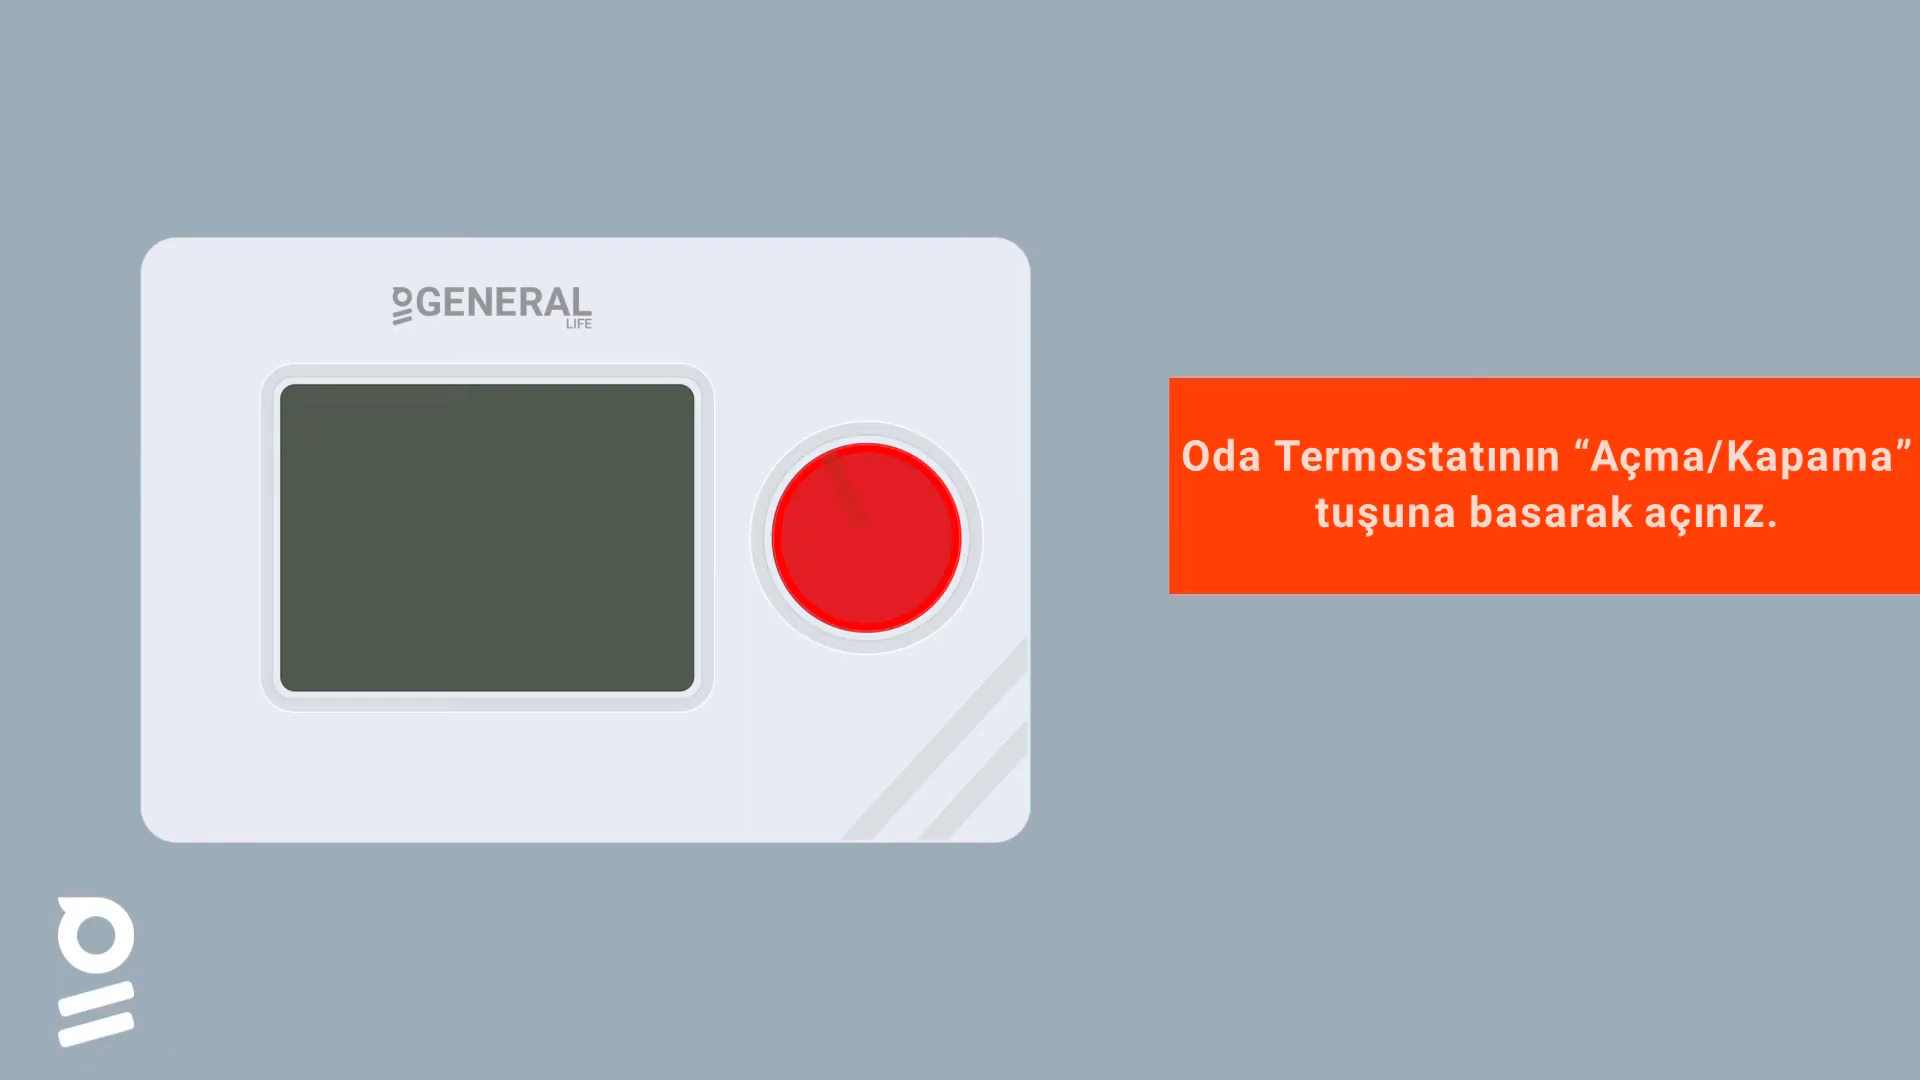 GENERAL
LIFE
Oda Termostatının “Açma/Kapama”
tuşuna basarak açınız.